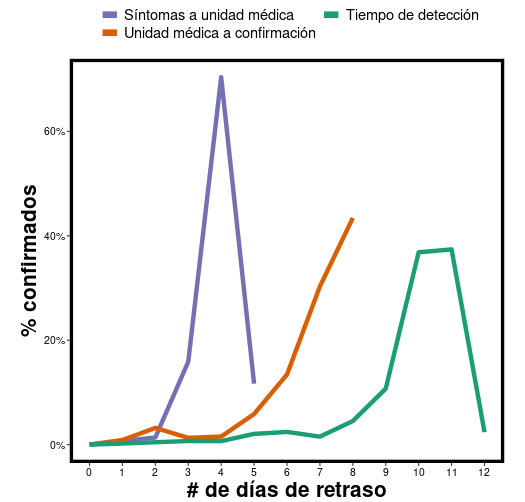 Síntomas a unidad médica Tiempo de detección
Unidad médica a confirmación
% confirmados
60%
40%
20%
0%
0 1 2 3 4 5 6 7 8 9 10 11 12
# de días de retraso